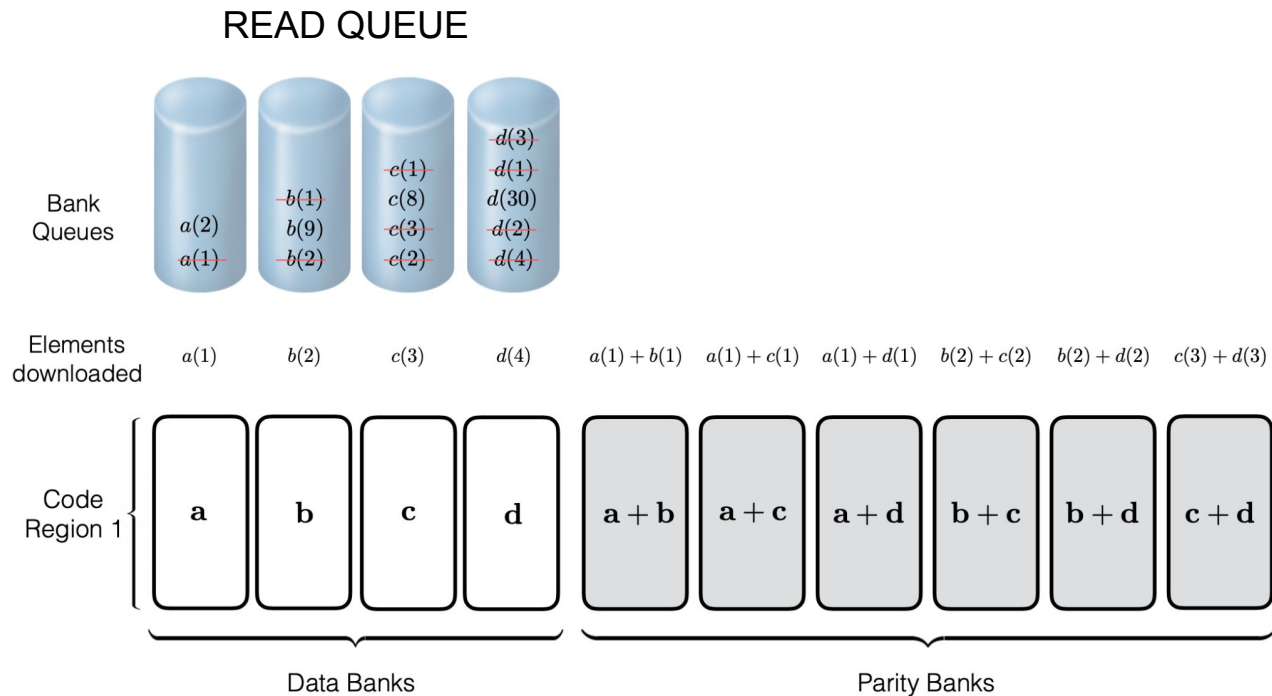 READ QUEUE
Bank
Queues
a(2)
a(1)
b(1)
b(9)
b(2)
c(1)
c(8)
c(3)
c(2)
d(3)
d(1)
d(30)
d(2)
d(4)
Elements
downloaded
a(1) b(2) c(3) d(4) a(1) + b(1) a(1) + c(1) a(1) + d(1) b(2) + c(2) b(2) + d(2) c(3) + d(3)
Code
Region 1
a b c d a + b a + c a + d b + c b + d c + d
Data Banks Parity Banks